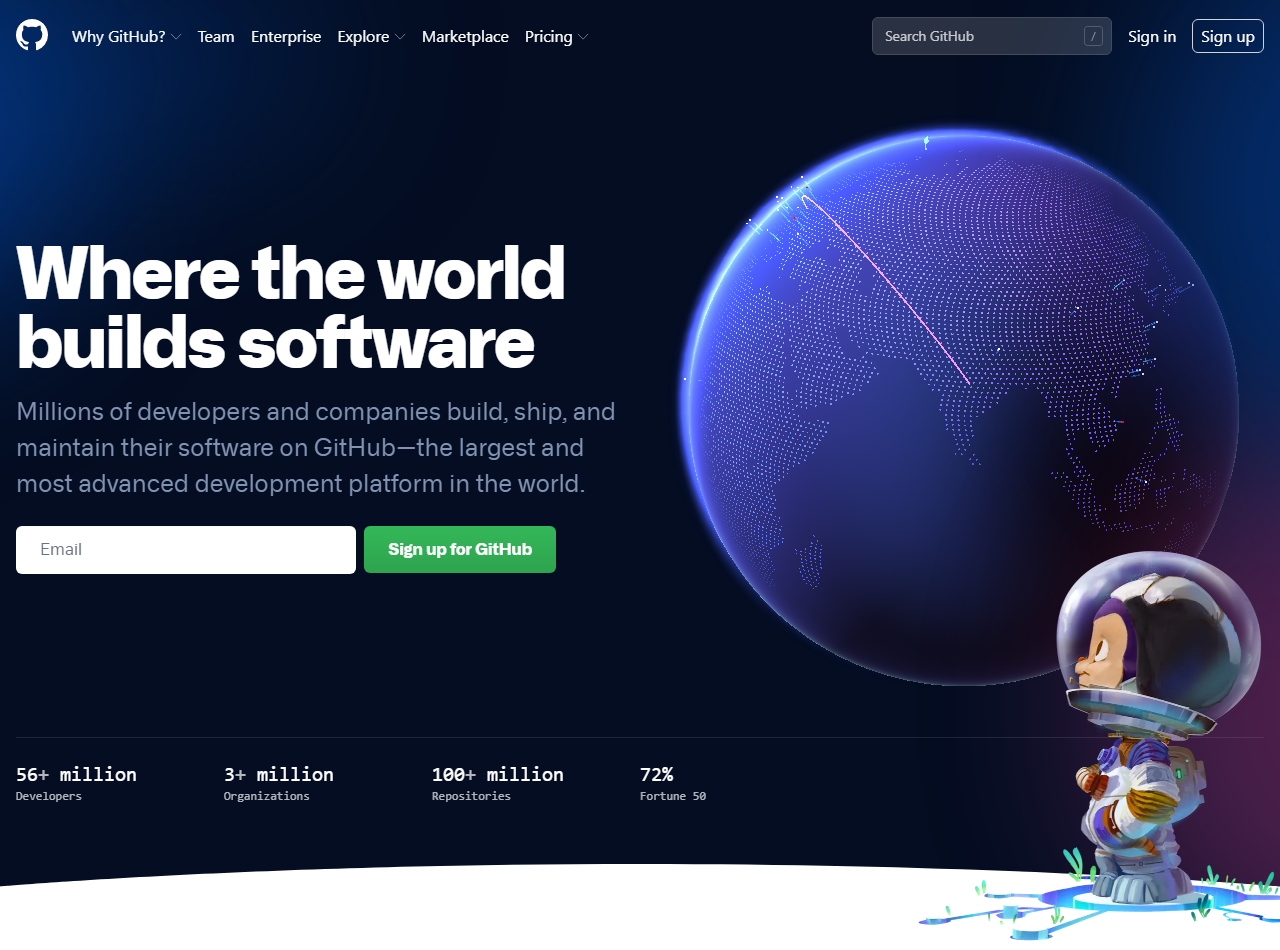 Why GitHub? Team Enterprise Explore Marketplace Pricing Search GitHub / Sign in Sign up
Where the world
builds software
Millions of developers and companies build, ship, and
maintain their software on GitHub—the largest and
most advanced development platform in the world.
Email Sign up for GitHub
56+ million 3+ million 100+ million 72%
Developers Organizations Repositories Fortune 50